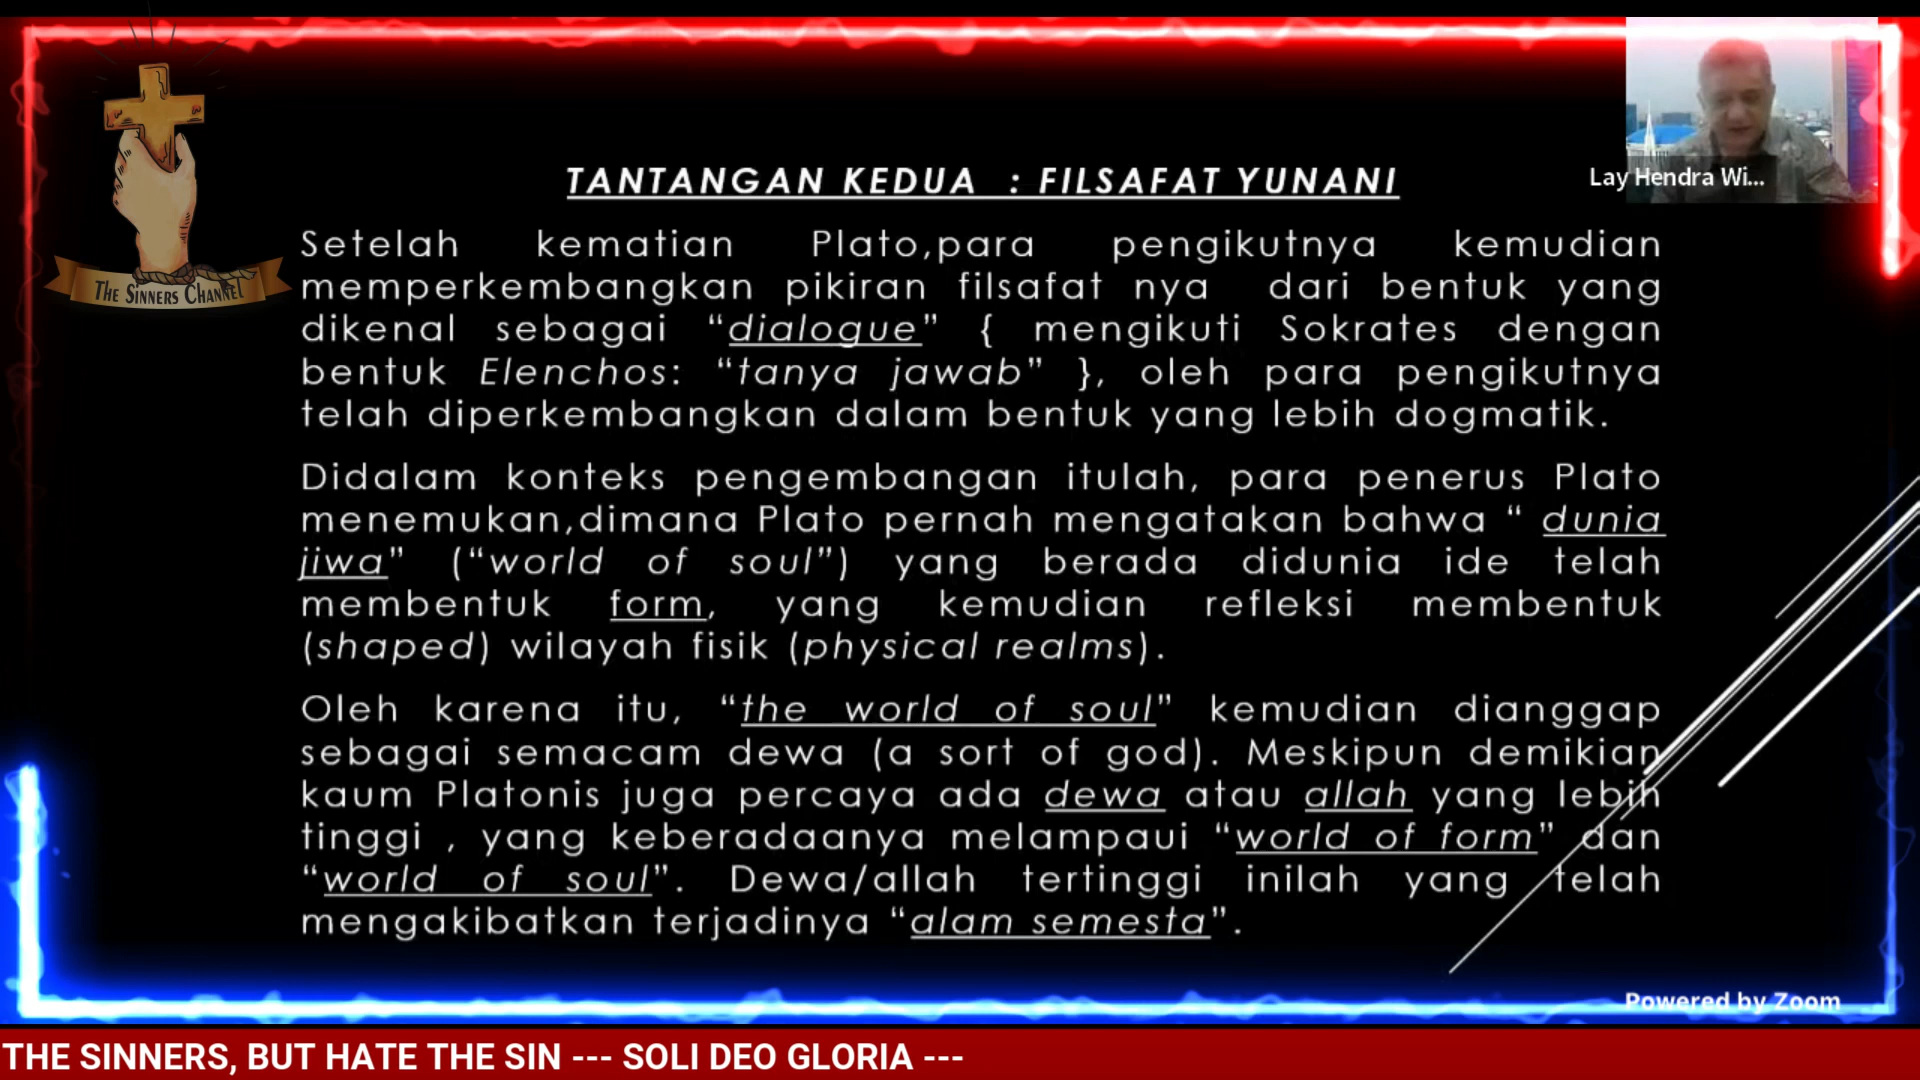 TANTANGAN KEDUA : FILSAFAT YUNANI
Lay Hendra Wi...
THE SINNERS CHANNEL
Setelah kematian Plato,para pengikutnya kemudian
memperkembangkan pikiran filsafat nya dari bentuk yang
dikenal sebagai “dialogue” { mengikuti Sokrates dengan
bentuk Elenchos: “tanya jawab” }, oleh para pengikutnya
telah diperkembangkan dalam bentuk yang lebih dogmatik.
Didalam konteks pengembangan itulah, para penerus Plato
menemukan,dimana Plato pernah mengatakan bahwa “ dunia
jiwa” (“world of soul”) yang berada didunia ide telah
membentuk form, yang kemudian refleksi membentuk
(shaped) wilayah fisik (physical realms).
Oleh karena itu, “the world of soul” kemudian dianggap
sebagai semacam dewa (a sort of god). Meskipun demikian
kaum Platonis juga percaya ada dewa atau allah yang lebih
tinggi , yang keberadaanya melampaui “world of form” dan
“world of soul”. Dewa/allah tertinggi inilah yang telah
mengakibatkan terjadinya “alam semesta”.
Powered by Zoom
THE SINNERS, BUT HATE THE SIN --- SOLI DEO GLORIA ---